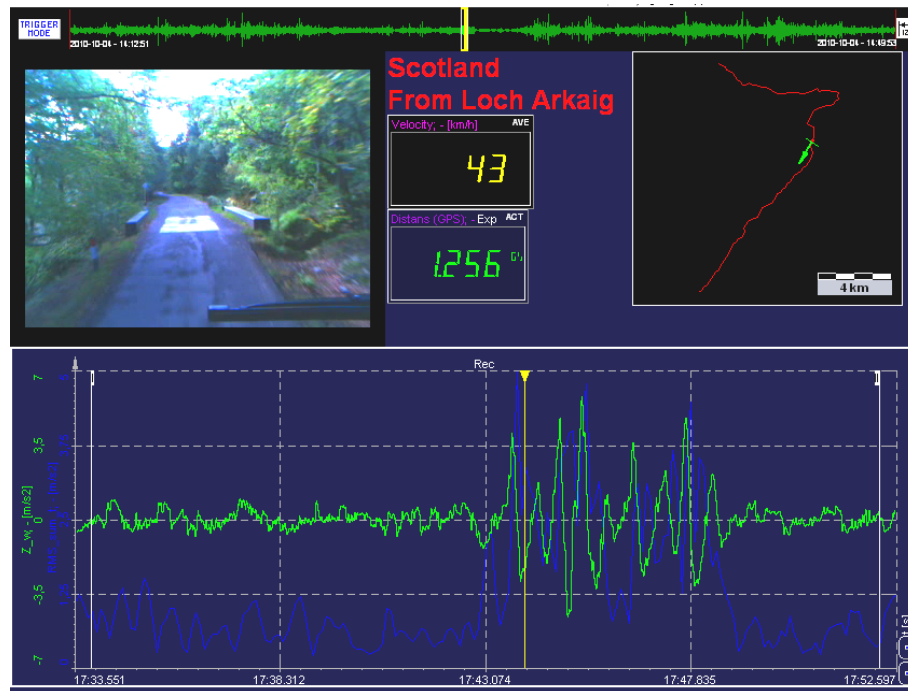 TRIGGER
MODE
2010-10-04 - 14:12:51
2010-10-04 - 14:49:53
Scotland
From Loch Arkaig
Velocity; - [km/h] AVE
43
Distans (GPS); - Exp ACT
1.256
4 km
Rec
7
3,5
0
-3,5
-7
Z_w - [m/s2]
17:33.551
17:38.312
17:43.074
17:47.835
17:52.597